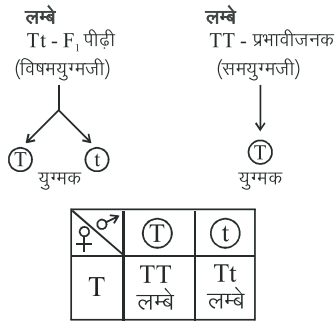 लम्बे लम्बे
Tt - F₁ पीढ़ी TT - प्रभावीजनक
(विषमयुग्मजी) (समयुग्मजी)
T t T
युग्मक युग्मक
♀ ♂ T t
T TT Tt
लम्बे लम्बे